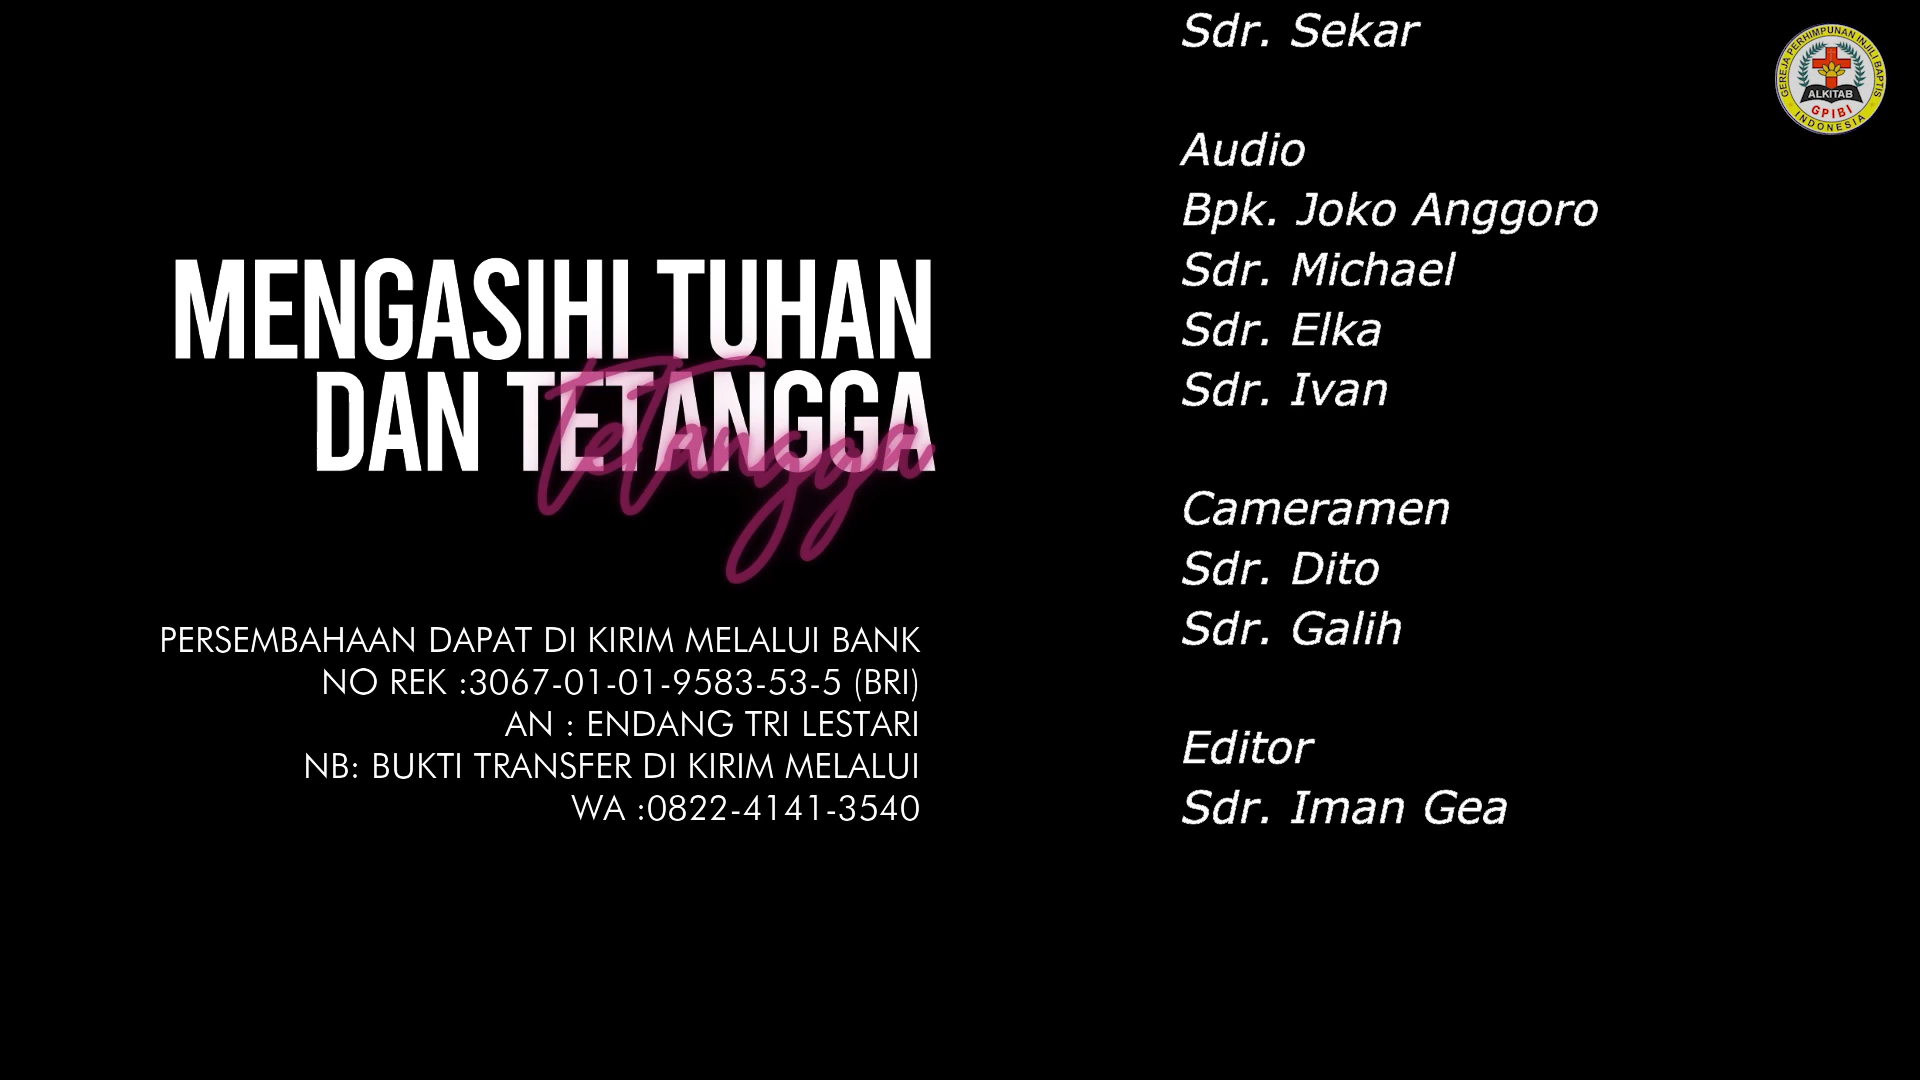 MENGASIHI TUHAN
DAN TETANGGA
tetangga
PERSEMBAHAAN DAPAT DI KIRIM MELALUI BANK
NO REK :3067-01-01-9583-53-5 (BRI)
AN : ENDANG TRI LESTARI
NB: BUKTI TRANSFER DI KIRIM MELALUI
WA :0822-4141-3540
Sdr. Sekar
Audio
Bpk. Joko Anggoro
Sdr. Michael
Sdr. Elka
Sdr. Ivan
Cameramen
Sdr. Dito
Sdr. Galih
Editor
Sdr. Iman Gea
GEREJA PERHIMPUNAN INJILI BAPTIS
ALKITAB
GPIBI
INDONESIA